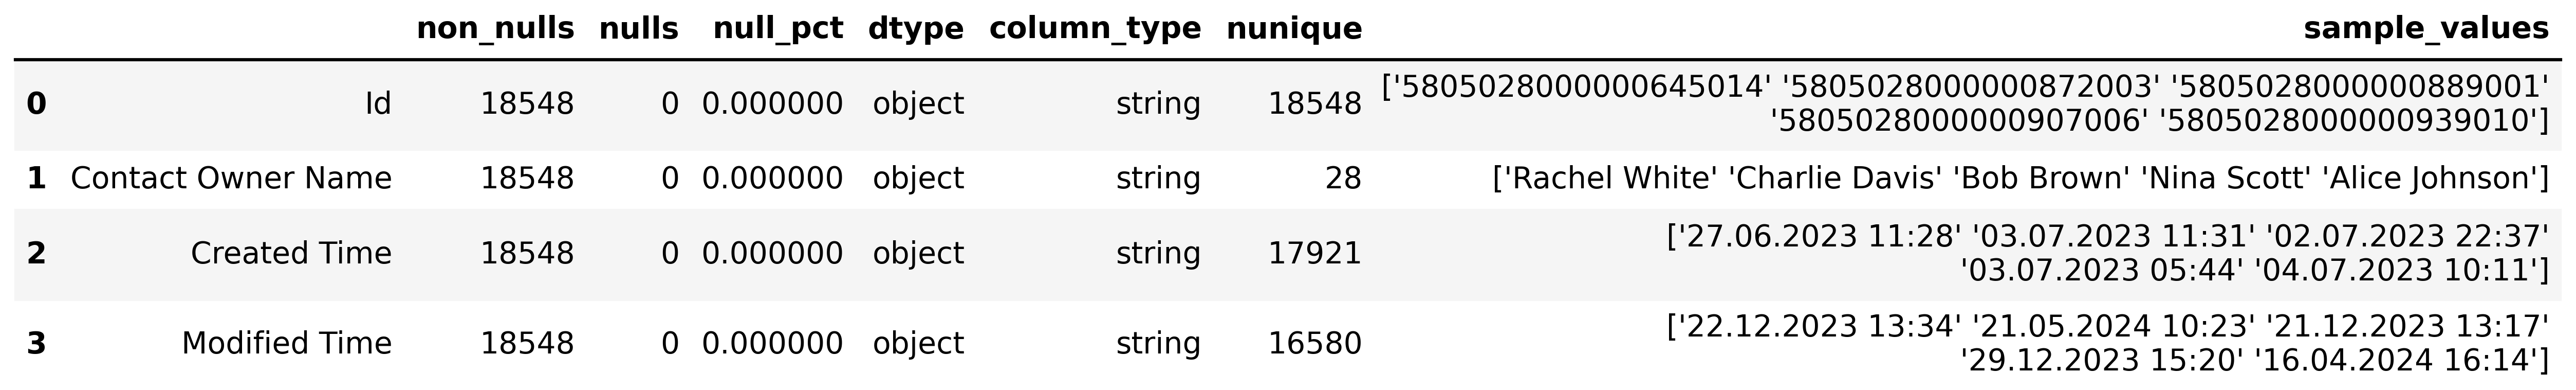 non_nulls nulls null_pct dtype column_type nunique sample_values
0 Id 18548 0 0.000000 object string 18548 ['5805028000000645014' '5805028000000872003' '5805028000000889001'
'5805028000000907006' '5805028000000939010']
1 Contact Owner Name 18548 0 0.000000 object string 28 ['Rachel White' 'Charlie Davis' 'Bob Brown' 'Nina Scott' 'Alice Johnson']
2 Created Time 18548 0 0.000000 object string 17921 ['27.06.2023 11:28' '03.07.2023 11:31' '02.07.2023 22:37'
'03.07.2023 05:44' '04.07.2023 10:11']
3 Modified Time 18548 0 0.000000 object string 16580 ['22.12.2023 13:34' '21.05.2024 10:23' '21.12.2023 13:17'
'29.12.2023 15:20' '16.04.2024 16:14']